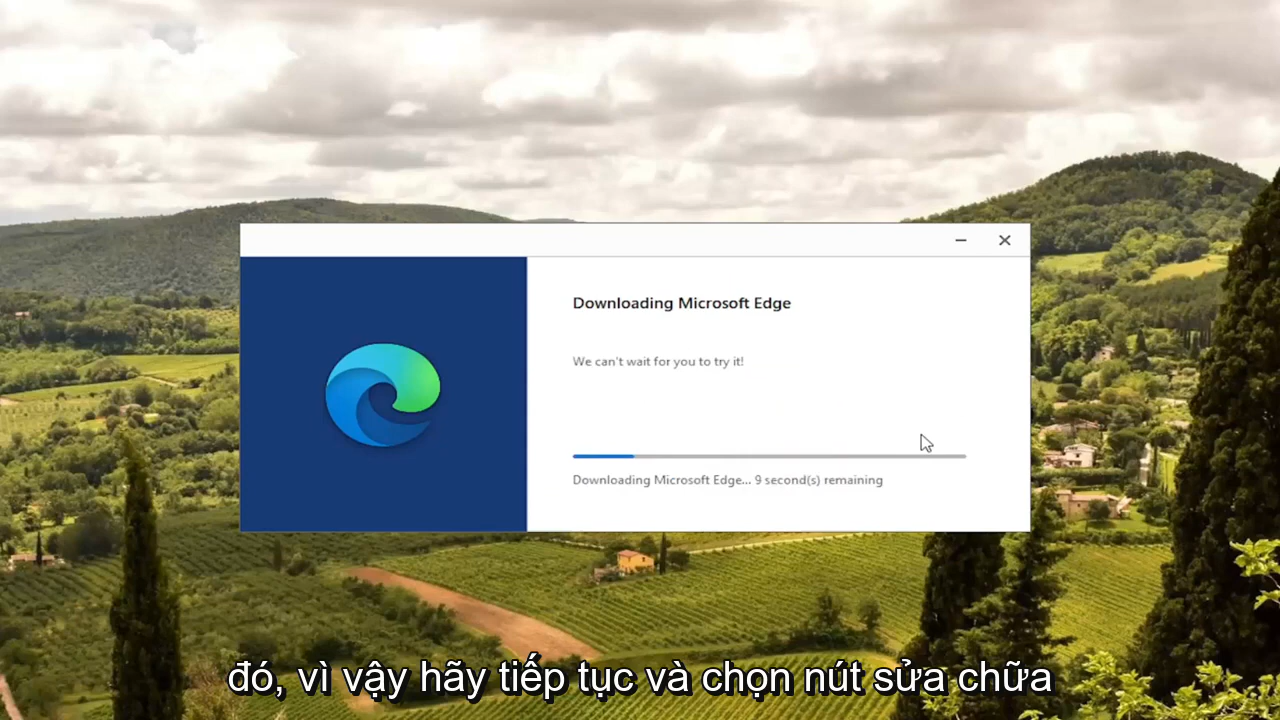 Downloading Microsoft Edge
We can't wait for you to try it!
Downloading Microsoft Edge... 9 second(s) remaining
đó, vì vậy hãy tiếp tục và chọn nút sửa chữa